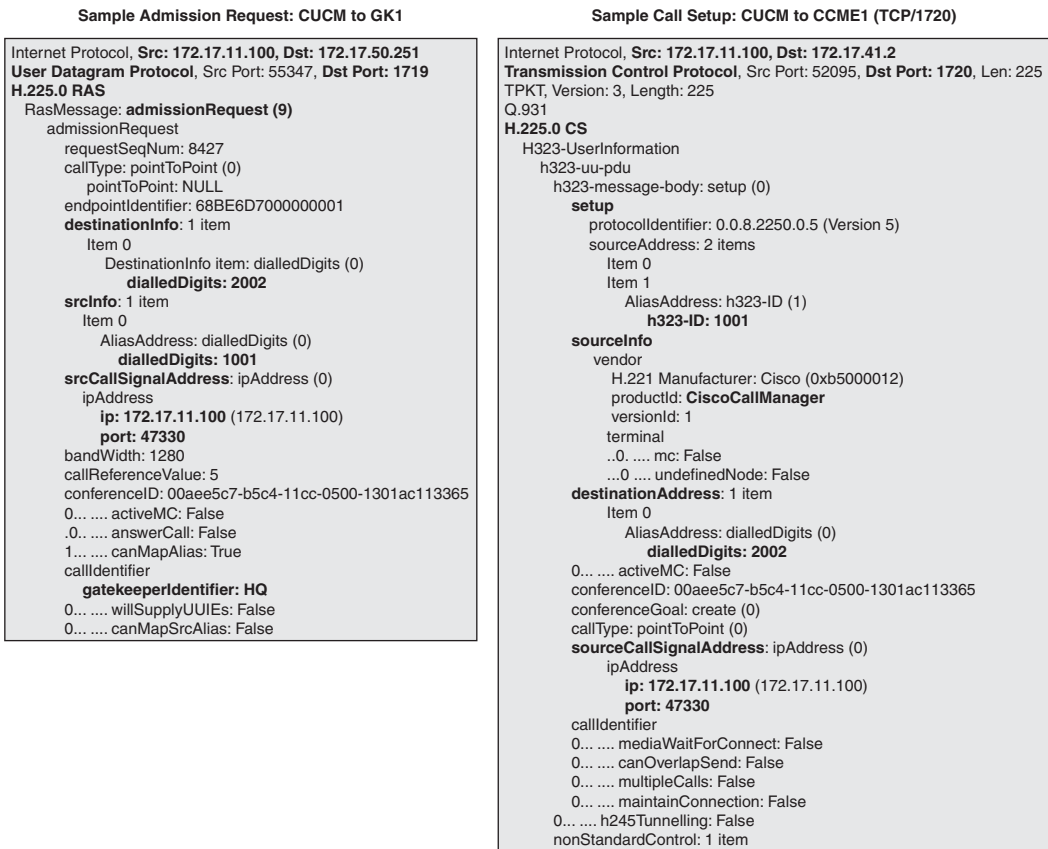 Sample Admission Request: CUCM to GK1
Internet Protocol, Src: 172.17.11.100, Dst: 172.17.50.251
User Datagram Protocol, Src Port: 55347, Dst Port: 1719
H.225.0 RAS
RasMessage: admissionRequest (9)
admissionRequest
requestSeqNum: 8427
callType: pointToPoint (0)
pointToPoint: NULL
endpointIdentifier: 68BE6D7000000001
destinationInfo: 1 item
Item 0
DestinationInfo item: dialledDigits (0)
dialledDigits: 2002
srcInfo: 1 item
Item 0
AliasAddress: dialledDigits (0)
dialledDigits: 1001
srcCallSignalAddress: ipAddress (0)
ipAddress
ip: 172.17.11.100 (172.17.11.100)
port: 47330
bandWidth: 1280
callReferenceValue: 5
conferenceID: 00aee5c7-b5c4-11cc-0500-1301ac113365
0... .... activeMC: False
.0.. .... answerCall: False
1... .... canMapAlias: True
callIdentifier
gatekeeperIdentifier: HQ
0... .... willSupplyUUIEs: False
0... .... canMapSrcAlias: False
Sample Call Setup: CUCM to CCME1 (TCP/1720)
Internet Protocol, Src: 172.17.11.100, Dst: 172.17.41.2
Transmission Control Protocol, Src Port: 52095, Dst Port: 1720, Len: 225
TPKT, Version: 3, Length: 225
Q.931
H.225.0 CS
H323-UserInformation
h323-uu-pdu
h323-message-body: setup (0)
setup
protocolIdentifier: 0.0.8.2250.0.5 (Version 5)
sourceAddress: 2 items
Item 0
Item 1
AliasAddress: h323-ID (1)
h323-ID: 1001
sourceInfo
vendor
H.221 Manufacturer: Cisco (0xb5000012)
productId: CiscoCallManager
versionId: 1
terminal
..0. .... mc: False
...0 .... undefinedNode: False
destinationAddress: 1 item
Item 0
AliasAddress: dialledDigits (0)
dialledDigits: 2002
0... .... activeMC: False
conferenceID: 00aee5c7-b5c4-11cc-0500-1301ac113365
conferenceGoal: create (0)
callType: pointToPoint (0)
sourceCallSignalAddress: ipAddress (0)
ipAddress
ip: 172.17.11.100 (172.17.11.100)
port: 47330
callIdentifier
0... .... mediaWaitForConnect: False
0... .... canOverlapSend: False
0... .... multipleCalls: False
0... .... maintainConnection: False
0... .... h245Tunnelling: False
nonStandardControl: 1 item